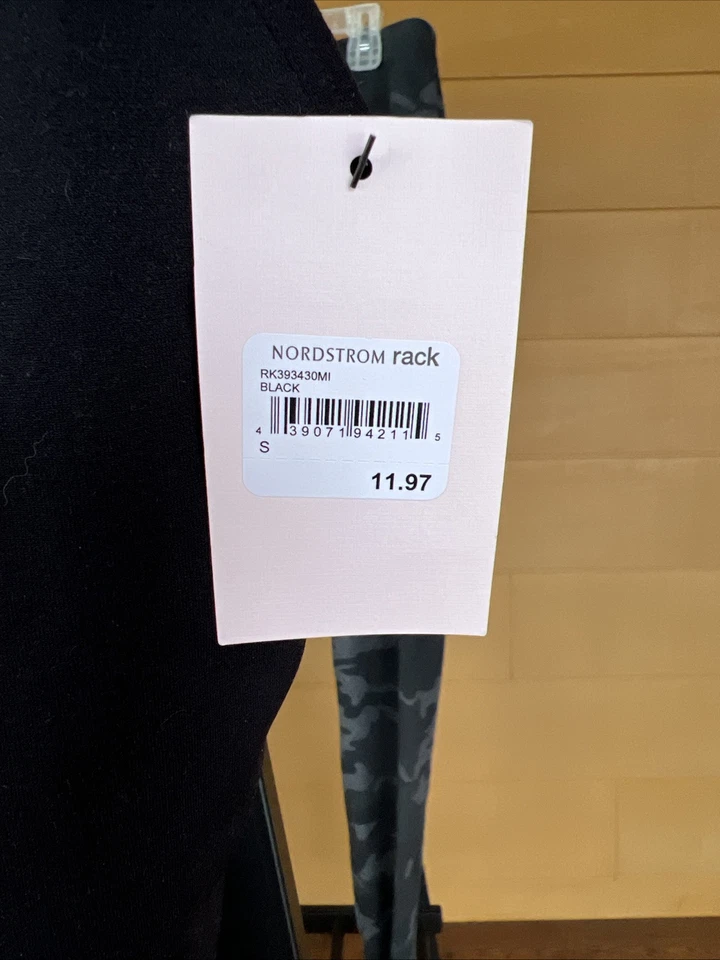 NORDSTROM rack
RK393430MI
BLACK
4 39071 94211 5
S
11.97